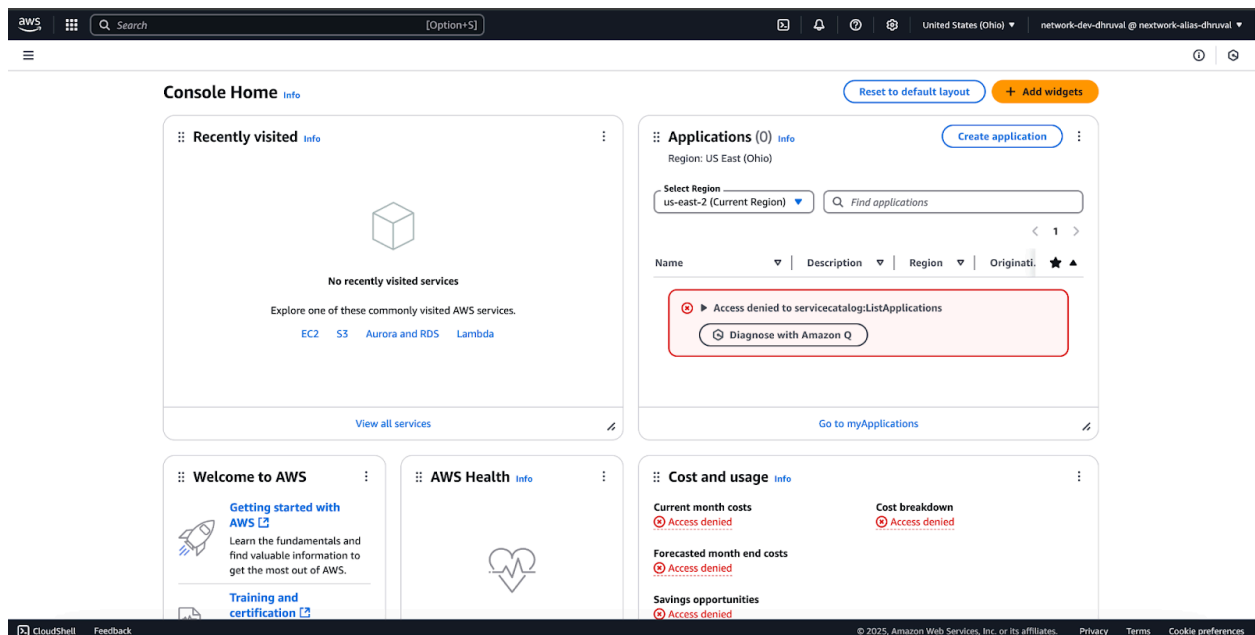 aws
Search [Option+S]
United States (Ohio) ▼
network-dev-dhruval @ nextwork-alias-dhruval ▼
Console Home Info
Reset to default layout
+ Add widgets
Recently visited Info
No recently visited services
Explore one of these commonly visited AWS services.
EC2 S3 Aurora and RDS Lambda
View all services
Applications (0) Info
Create application
Region: US East (Ohio)
Select Region
us-east-2 (Current Region)
Find applications
1
Name Description Region Originati.
Access denied to servicecatalog:ListApplications
Diagnose with Amazon Q
Go to myApplications
Welcome to AWS
Getting started with
AWS
Learn the fundamentals and
find valuable information to
get the most out of AWS.
Training and
certification
AWS Health Info
Cost and usage Info
Current month costs
Access denied
Cost breakdown
Access denied
Forecasted month end costs
Access denied
Savings opportunities
Access denied
CloudShell Feedback
© 2025, Amazon Web Services, Inc. or its affiliates. Privacy Terms Cookie preferences